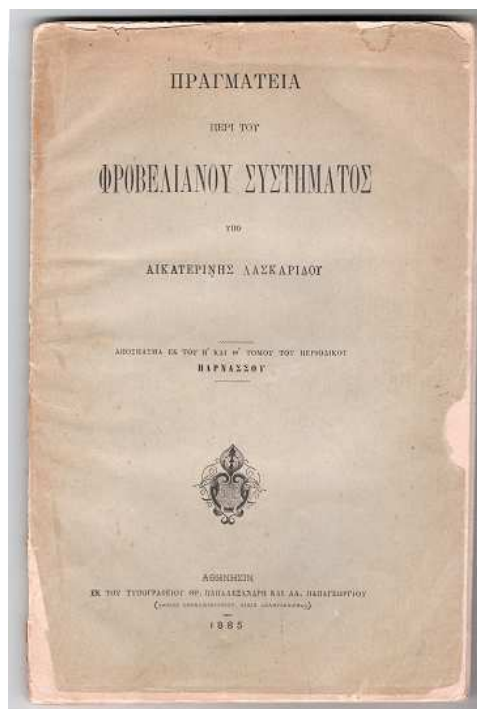 ΠΡΑΓΜΑΤΕΙΑ
ΠΕΡΙ ΤΟΥ
ΦΡΟΒΕΛΙΑΝΟΥ ΣΥΣΤΗΜΑΤΟΣ
ΥΠΟ
ΑΙΚΑΤΕΡΙΝΗΣ ΛΑΣΚΑΡΙΔΟΥ
ΑΠΟΣΠΑΣΜΑ ΕΚ ΤΟΥ Η΄ ΚΑΙ Θ΄ ΤΟΜΟΥ ΤΟΥ ΠΕΡΙΟΔΙΚΟΥ
ΠΑΡΝΑΣΣΟΥ
ΑΘΗΝΗΣΙΝ
ΕΚ ΤΟΥ ΤΥΠΟΓΡΑΦΕΙΟΥ ΘΡ. ΠΑΠΑΛΕΞΑΝΔΡΗ ΚΑΙ ΑΛ. ΠΑΠΑΓΕΩΡΓΙΟΥ
1885